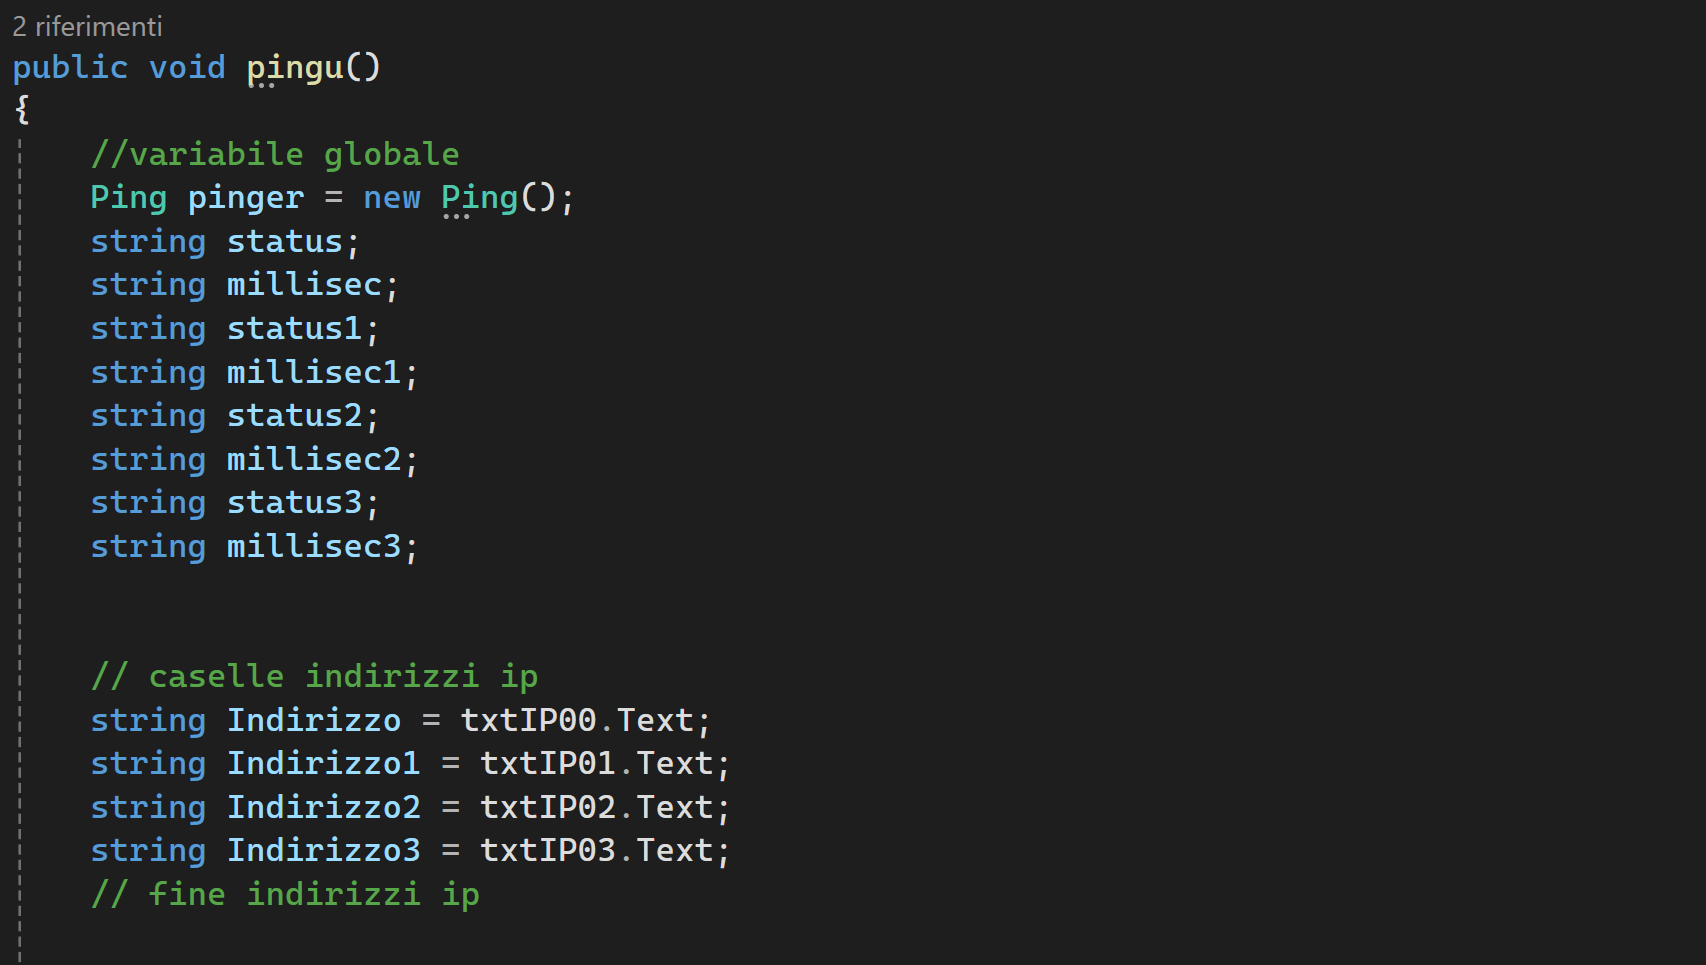 2 riferimenti
public void pingu()
{
//variabile globale
Ping pinger = new Ping();
string status;
string millisec;
string status1;
string millisec1;
string status2;
string millisec2;
string status3;
string millisec3;
// caselle indirizzi ip
string Indirizzo = txtIP00.Text;
string Indirizzo1 = txtIP01.Text;
string Indirizzo2 = txtIP02.Text;
string Indirizzo3 = txtIP03.Text;
// fine indirizzi ip